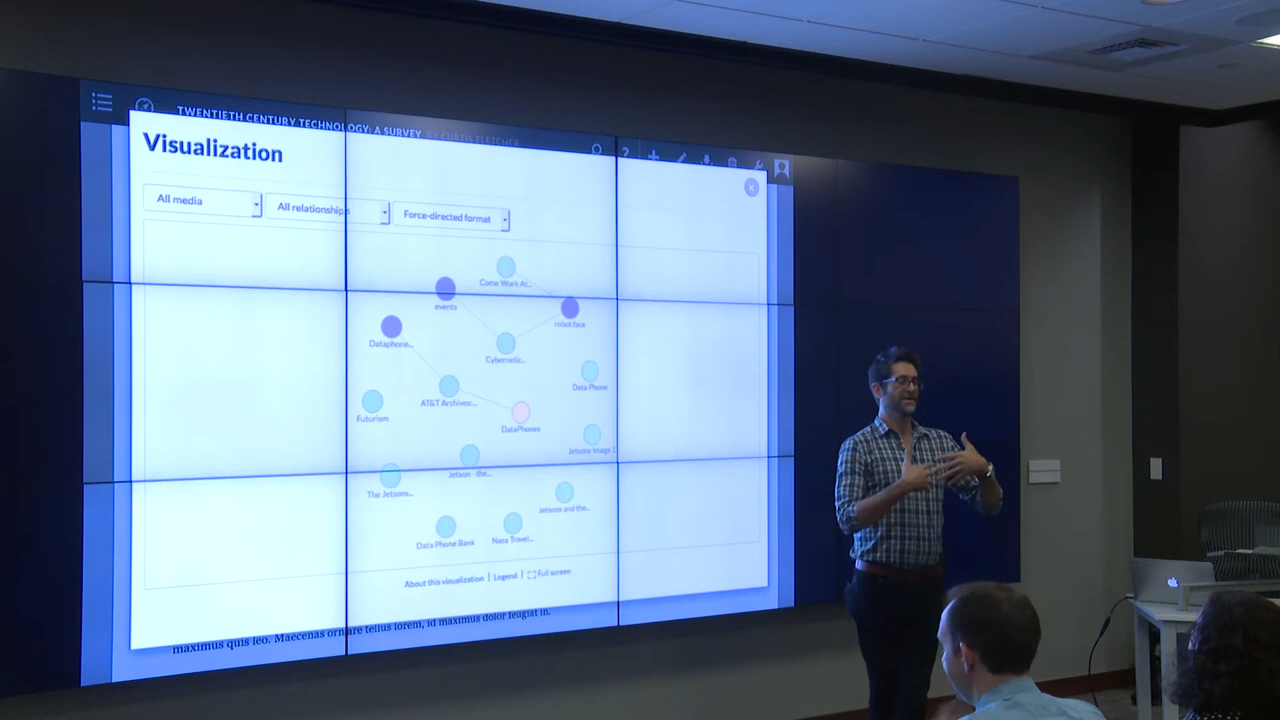 TWENTIETH CENTURY TECHNOLOGY: A SURVEY BY CURTIS FLETCHER
Visualization
All media
All relationships
Force-directed format
Come Work At...
events
robot face
Dataphone...
Cybernetic...
Data Phone
AT&T Archives:...
Futurism
DataPhones
Jetsons Image 1
Jetson - the...
The Jetsons...
Jetsons and the...
Data Phone Bank
Nasa Travel...
About this visualization | Legend | Full screen
maximus quis leo. Maecenas ornare tellus lorem, id maximus dolor feugiat in.